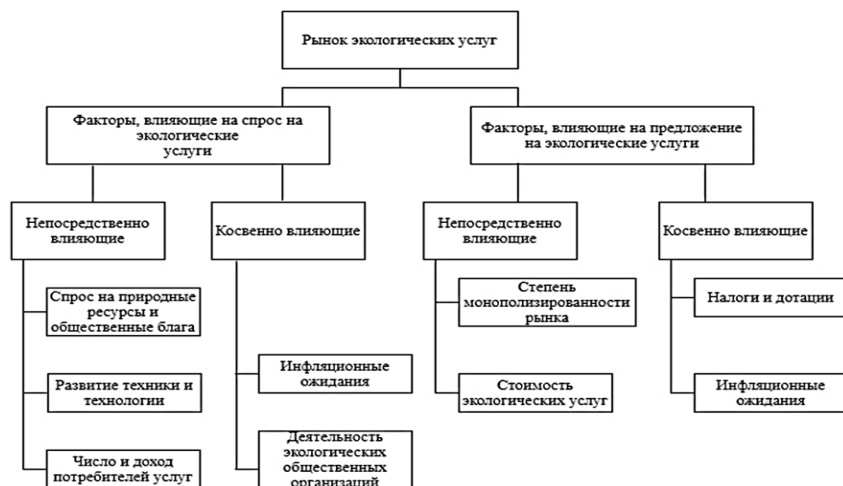 Рынок экологических услуг
Факторы, влияющие на спрос на
экологические
услуги
Факторы, влияющие на предложение
на экологические услуги
Непосредственно
влияющие
Косвенно влияющие
Непосредственно
влияющие
Косвенно влияющие
Спрос на природные
ресурсы и
общественные блага
Развитие техники и
технологии
Число и доход
потребителей услуг
Инфляционные
ожидания
Деятельность
экологических
общественных
организаций
Степень
монополизированности
рынка
Стоимость
экологических услуг
Налоги и дотации
Инфляционные
ожидания